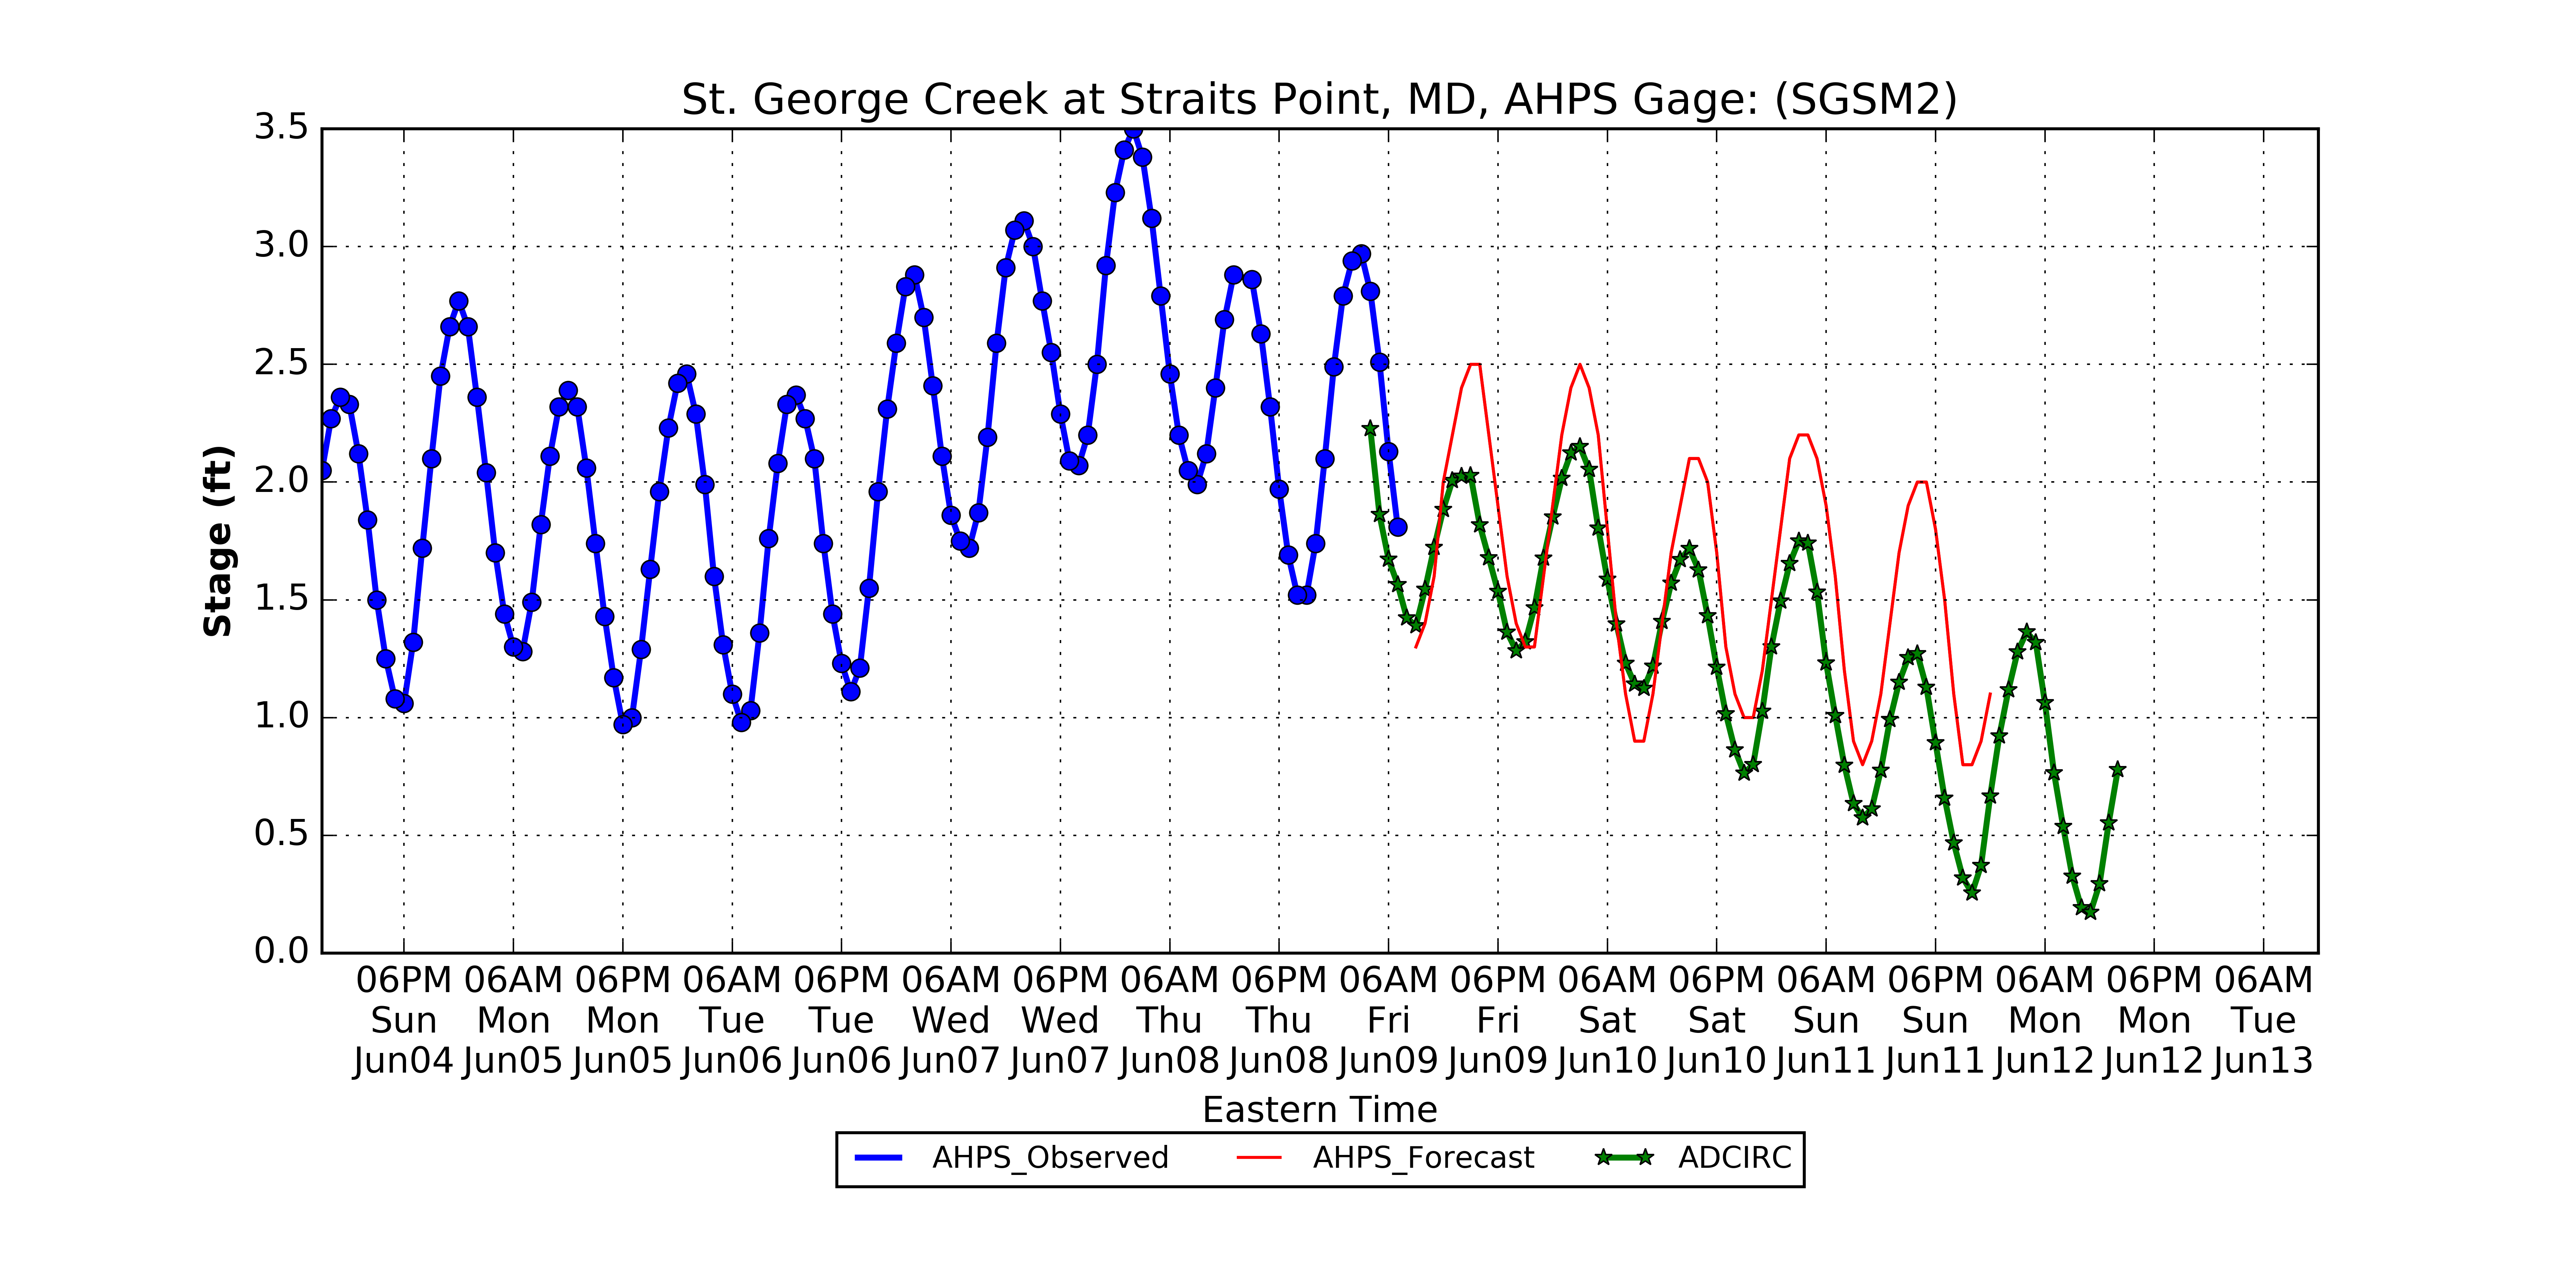 St. George Creek at Straits Point, MD, AHPS Gage: (SGSM2)
3.5
3.0
2.5
2.0
1.5
1.0
0.5
0.0
Stage (ft)
06PM 06AM 06PM 06AM 06PM 06AM 06PM 06AM 06PM 06AM 06PM 06AM 06PM 06AM 06PM 06AM 06PM 06AM
Sun Mon Mon Tue Tue Wed Wed Thu Thu Fri Fri Sat Sat Sun Sun Mon Mon Tue
Jun04 Jun05 Jun05 Jun06 Jun06 Jun07 Jun07 Jun08 Jun08 Jun09 Jun09 Jun10 Jun10 Jun11 Jun11 Jun12 Jun12 Jun13
Eastern Time
AHPS_Observed AHPS_Forecast ADCIRC